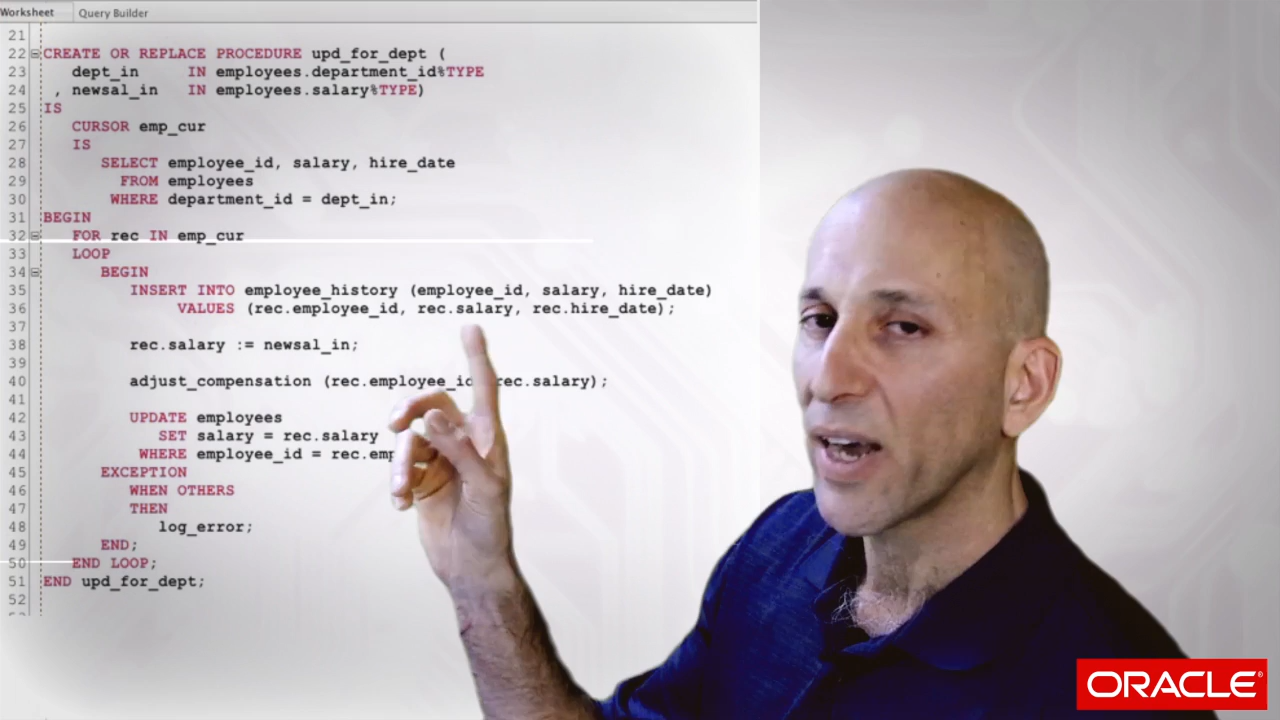 Worksheet Query Builder
21
22 CREATE OR REPLACE PROCEDURE upd_for_dept (
23 dept_in IN employees.department_id%TYPE
24 , newsal_in IN employees.salary%TYPE)
25 IS
26 CURSOR emp_cur
27 IS
28 SELECT employee_id, salary, hire_date
29 FROM employees
30 WHERE department_id = dept_in;
31 BEGIN
32 FOR rec IN emp_cur
33 LOOP
34 BEGIN
35 INSERT INTO employee_history (employee_id, salary, hire_date)
36 VALUES (rec.employee_id, rec.salary, rec.hire_date);
37
38 rec.salary := newsal_in;
39
40 adjust_compensation (rec.employee_id rec.salary);
41
42 UPDATE employees
43 SET salary = rec.salary
44 WHERE employee_id = rec.emp
45 EXCEPTION
46 WHEN OTHERS
47 THEN
48 log_error;
49 END;
50 END LOOP;
51 END upd_for_dept;
52
ORACLE